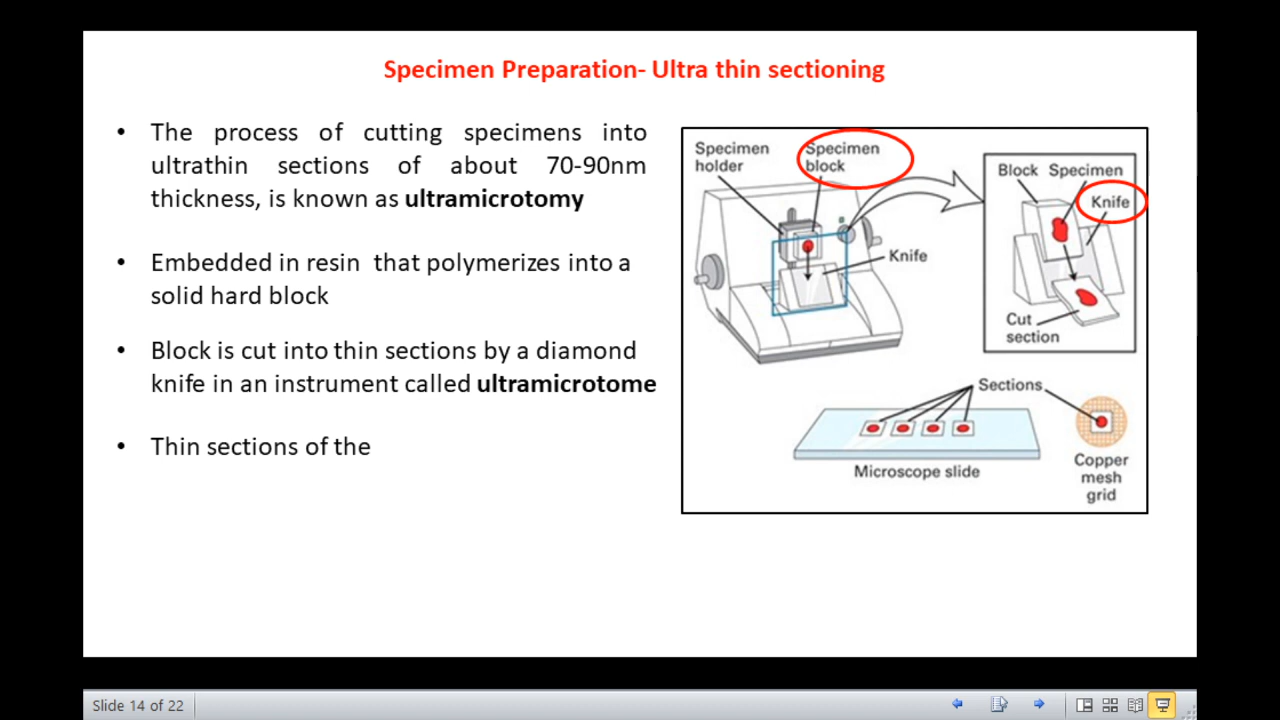 Specimen Preparation- Ultra thin sectioning
• The process of cutting specimens into
ultrathin sections of about 70-90nm
thickness, is known as ultramicrotomy
• Embedded in resin that polymerizes into a
solid hard block
• Block is cut into thin sections by a diamond
knife in an instrument called ultramicrotome
• Thin sections of the
Specimen
holder
Specimen
block
Knife
Block
Specimen
Knife
Cut
section
Sections
Microscope slide
Copper
mesh
grid
Slide 14 of 22